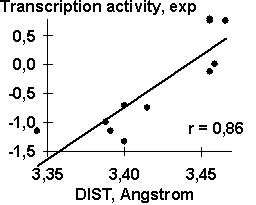 Transcription activity, exp
0,5
0,0
-0,5
-1,0
-1,5
r = 0,86
3,35
3,40
3,45
DIST, Angstrom